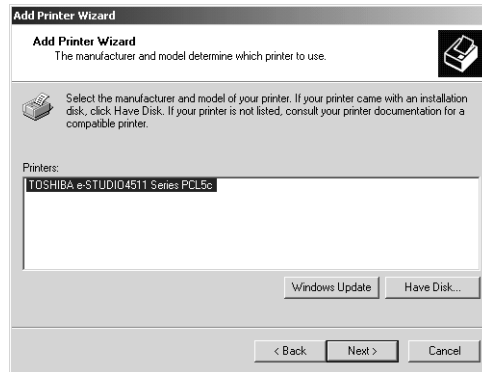 Add Printer Wizard
Add Printer Wizard
The manufacturer and model determine which printer to use.
Select the manufacturer and model of your printer. If your printer came with an installation
disk, click Have Disk. If your printer is not listed, consult your printer documentation for a
compatible printer.
Printers:
TOSHIBA e-STUDIO4511 Series PCL5c
Windows Update
Have Disk...
< Back
Next >
Cancel